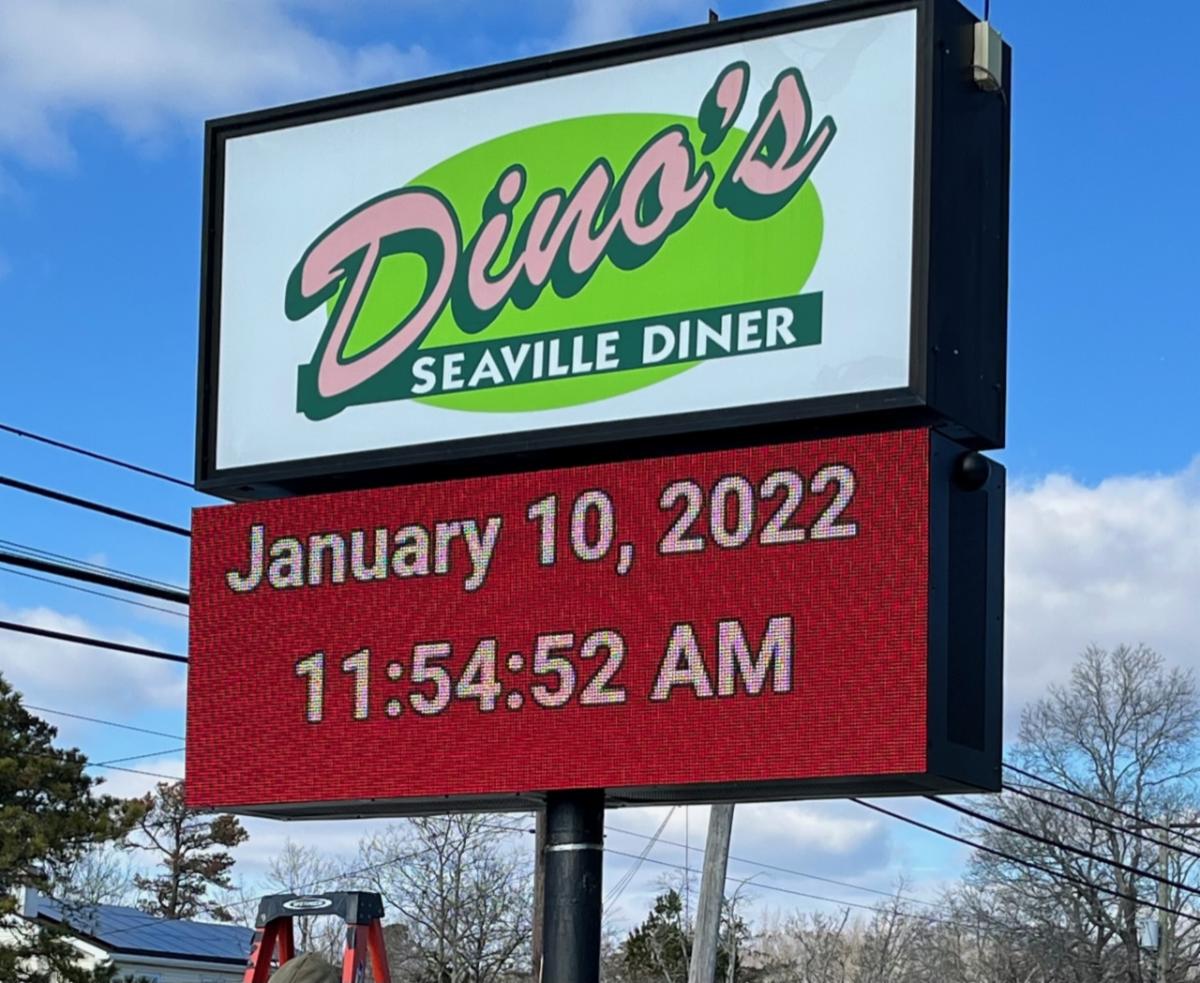 Dino's
SEAVILLE DINER
January 10, 2022
11:54:52 AM